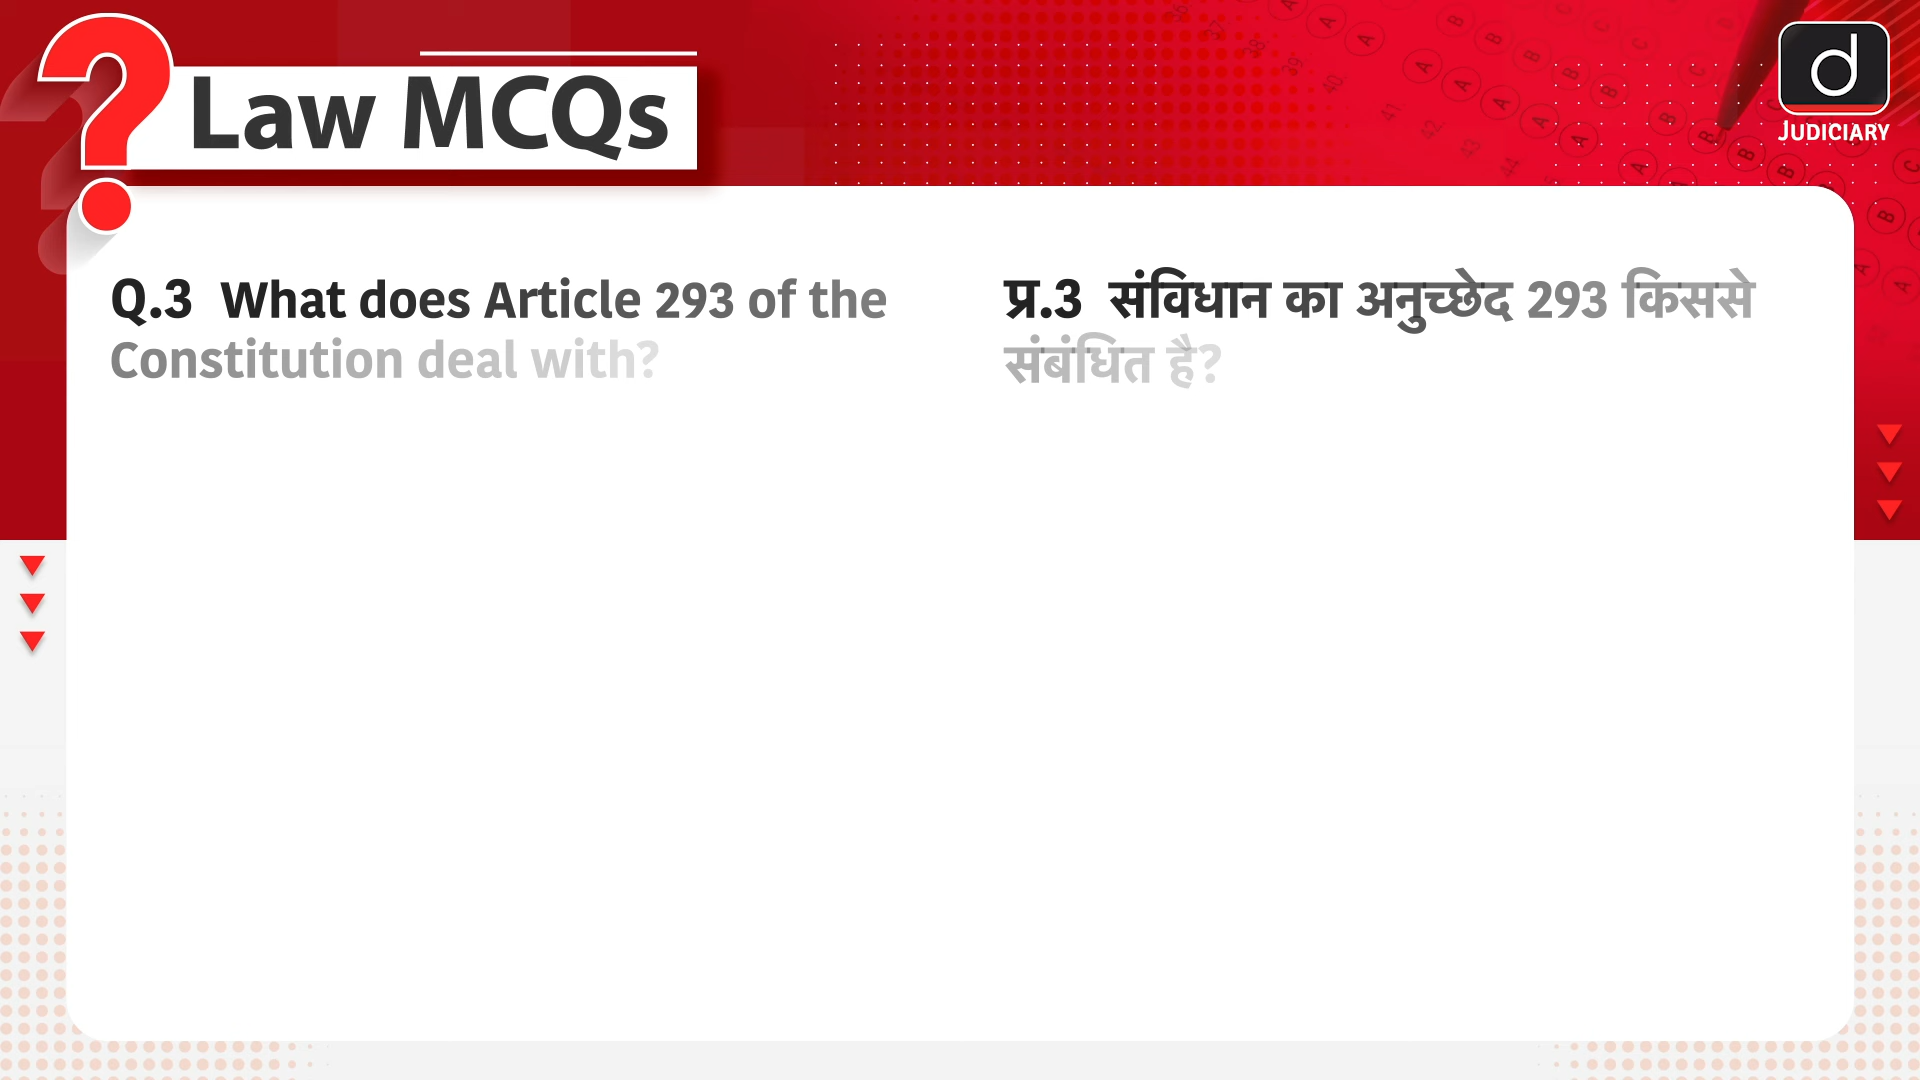 Law MCQs
JUDICIARY
Q.3 What does Article 293 of the
Constitution deal with?
प्र.3 संविधान का अनुच्छेद 293 किससे
संबंधित है?